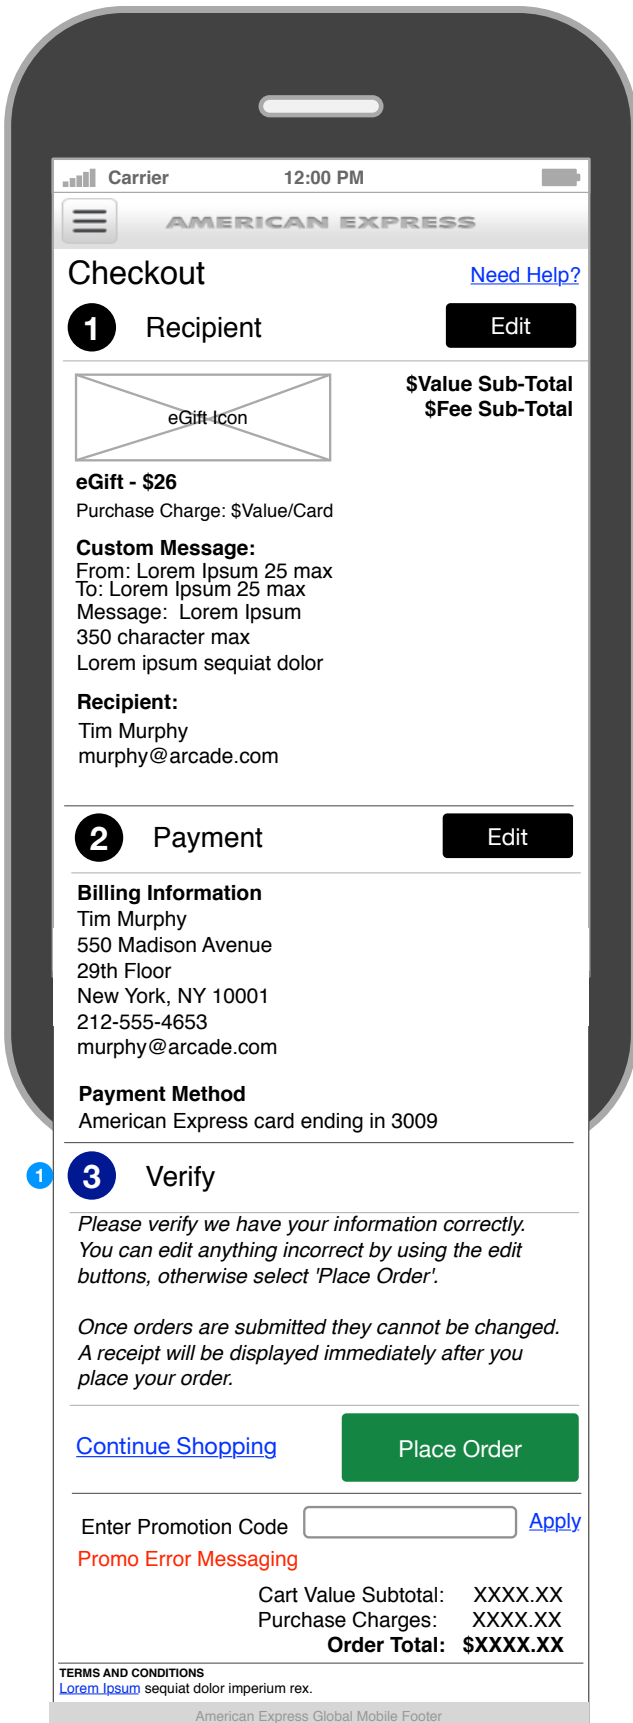 Carrier 12:00 PM
AMERICAN EXPRESS
Checkout Need Help?
1 Recipient Edit
eGift Icon
$Value Sub-Total
$Fee Sub-Total
eGift - $26
Purchase Charge: $Value/Card
Custom Message:
From: Lorem Ipsum 25 max
To: Lorem Ipsum 25 max
Message:  Lorem Ipsum
350 character max
Lorem ipsum sequiat dolor
Recipient:
Tim Murphy
murphy@arcade.com
2 Payment Edit
Billing Information
Tim Murphy
550 Madison Avenue
29th Floor
New York, NY 10001
212-555-4653
murphy@arcade.com
Payment Method
American Express card ending in 3009
1 3 Verify
Please verify we have your information correctly.
You can edit anything incorrect by using the edit
buttons, otherwise select 'Place Order'.
Once orders are submitted they cannot be changed.
A receipt will be displayed immediately after you
place your order.
Continue Shopping Place Order
Enter Promotion Code Apply
Promo Error Messaging
Cart Value Subtotal: XXXX.XX
Purchase Charges: XXXX.XX
Order Total: $XXXX.XX
TERMS AND CONDITIONS
Lorem Ipsum sequiat dolor imperium rex.
American Express Global Mobile Footer